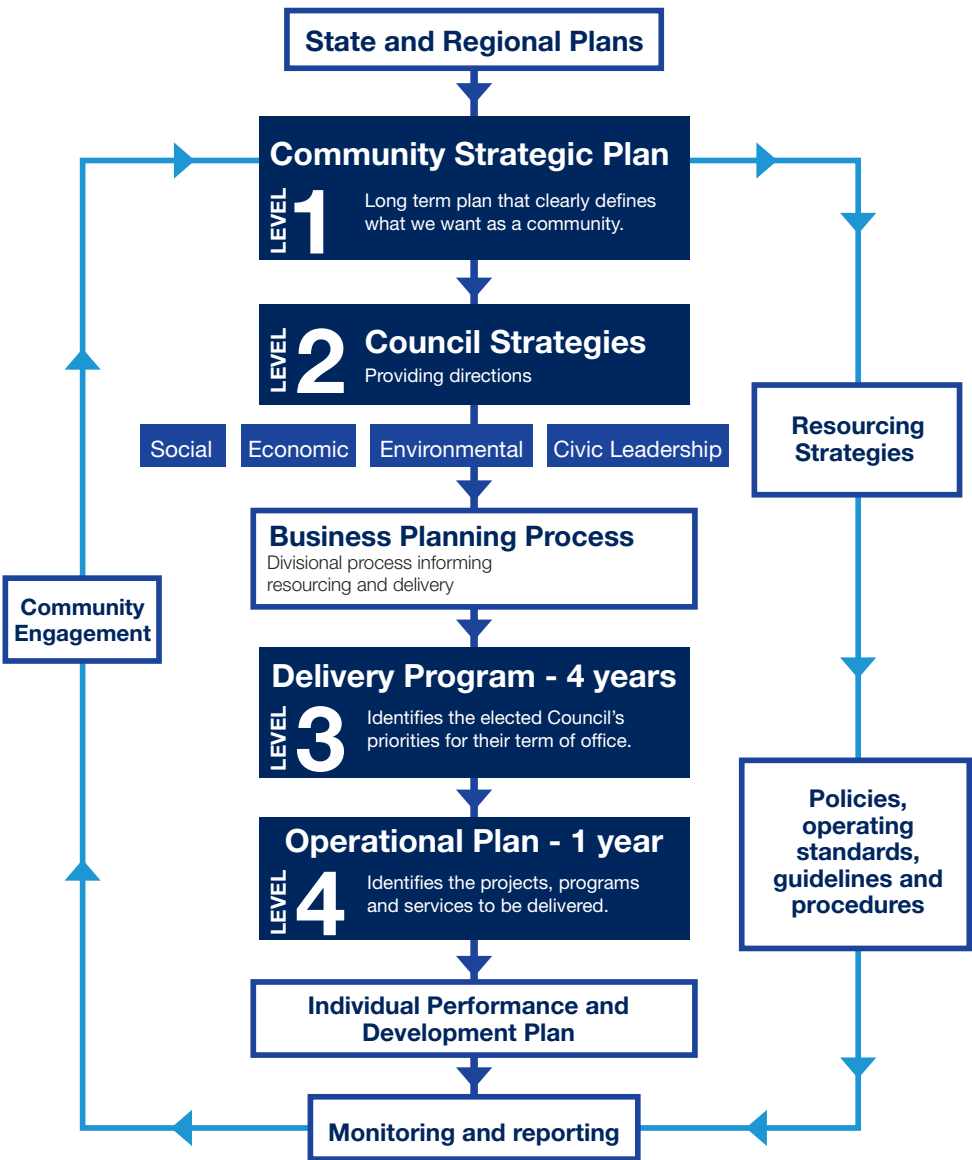 State and Regional Plans
Community Strategic Plan
LEVEL 1
Long term plan that clearly defines
what we want as a community.
LEVEL 2
Council Strategies
Providing directions
Social
Economic
Environmental
Civic Leadership
Resourcing
Strategies
Business Planning Process
Divisional process informing
resourcing and delivery
Community
Engagement
Delivery Program - 4 years
LEVEL 3
Identifies the elected Council's
priorities for their term of office.
Operational Plan - 1 year
LEVEL 4
Identifies the projects, programs
and services to be delivered.
Policies,
operating
standards,
guidelines and
procedures
Individual Performance and
Development Plan
Monitoring and reporting